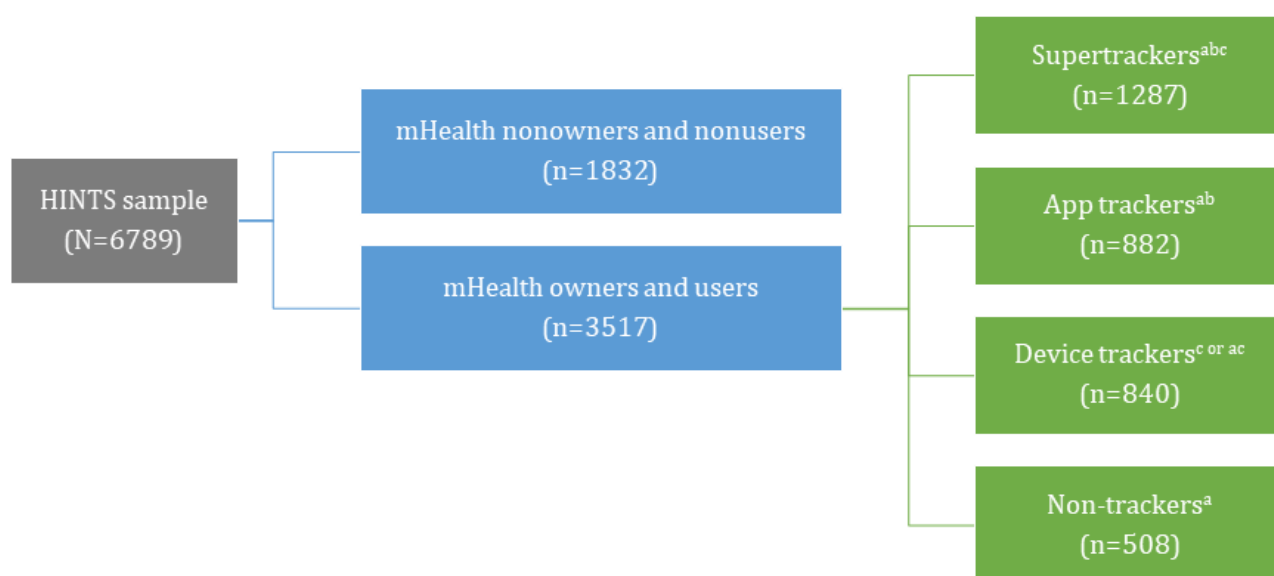 HINTS sample
(N=6789)
mHealth nonowners and nonusers
(n=1832)
mHealth owners and users
(n=3517)
Supertrackersabc
(n=1287)
App trackersab
(n=882)
Device trackersc or ac
(n=840)
Non-trackersa
(n=508)